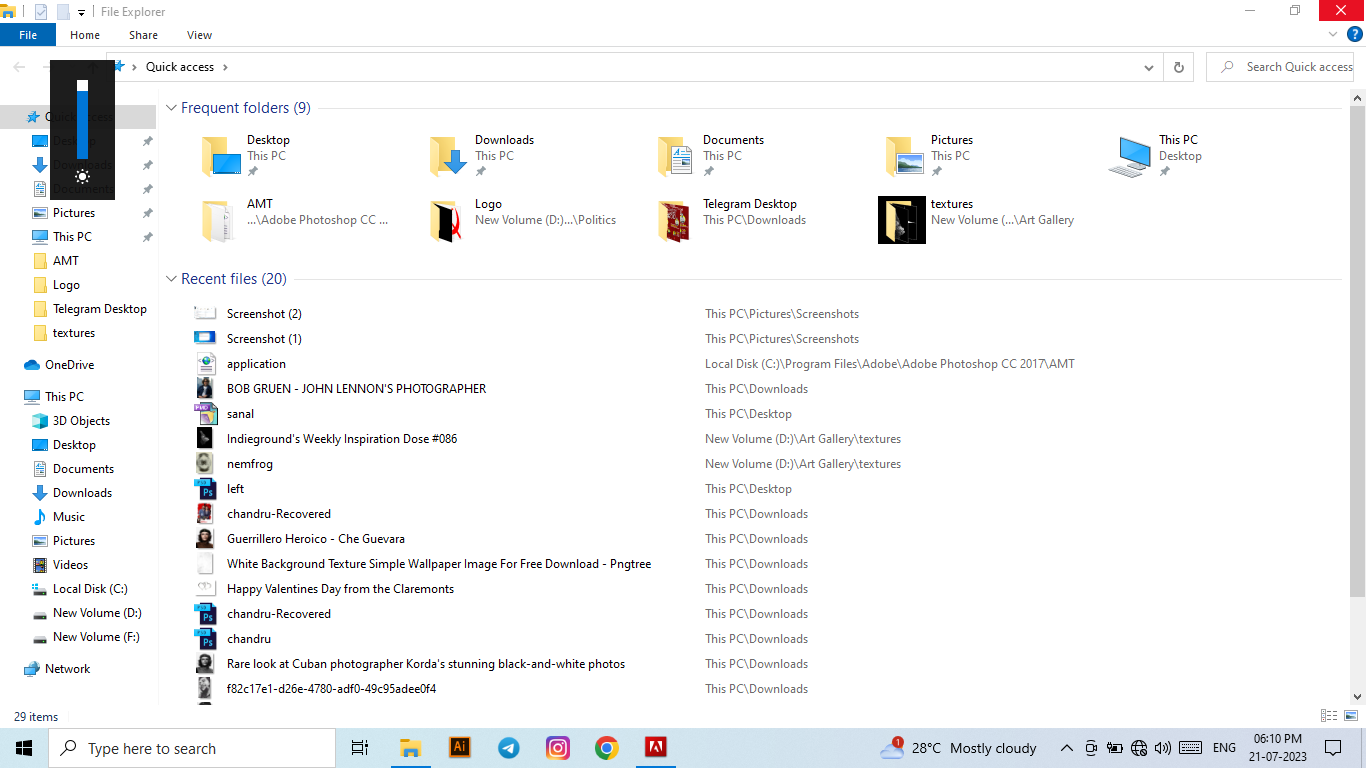 File Explorer
File Home Share View
Quick access
Search Quick access
Quick access
Desktop
Downloads
Documents
Pictures
This PC
AMT
Logo
Telegram Desktop
textures
OneDrive
This PC
3D Objects
Desktop
Documents
Downloads
Music
Pictures
Videos
Local Disk (C:)
New Volume (D:)
New Volume (F:)
Network
Frequent folders (9)
Desktop
This PC
Downloads
This PC
Documents
This PC
Pictures
This PC
This PC
Desktop
AMT
...\Adobe Photoshop CC ...
Logo
New Volume (D:)...\Politics
Telegram Desktop
This PC\Downloads
textures
New Volume (...\Art Gallery
Recent files (20)
Screenshot (2) This PC\Pictures\Screenshots
Screenshot (1) This PC\Pictures\Screenshots
application Local Disk (C:)\Program Files\Adobe\Adobe Photoshop CC 2017\AMT
BOB GRUEN - JOHN LENNON'S PHOTOGRAPHER This PC\Downloads
sanal This PC\Desktop
Indieground's Weekly Inspiration Dose #086 New Volume (D:)\Art Gallery\textures
nemfrog New Volume (D:)\Art Gallery\textures
left This PC\Desktop
chandru-Recovered This PC\Downloads
Guerrillero Heroico - Che Guevara This PC\Downloads
White Background Texture Simple Wallpaper Image For Free Download - Pngtree This PC\Downloads
Happy Valentines Day from the Claremonts This PC\Downloads
chandru-Recovered This PC\Downloads
chandru This PC\Downloads
Rare look at Cuban photographer Korda's stunning black-and-white photos This PC\Downloads
f82c17e1-d26e-4780-adf0-49c95adee0f4 This PC\Downloads
29 items
Type here to search
Ai
1
28°C Mostly cloudy
ENG
06:10 PM
21-07-2023